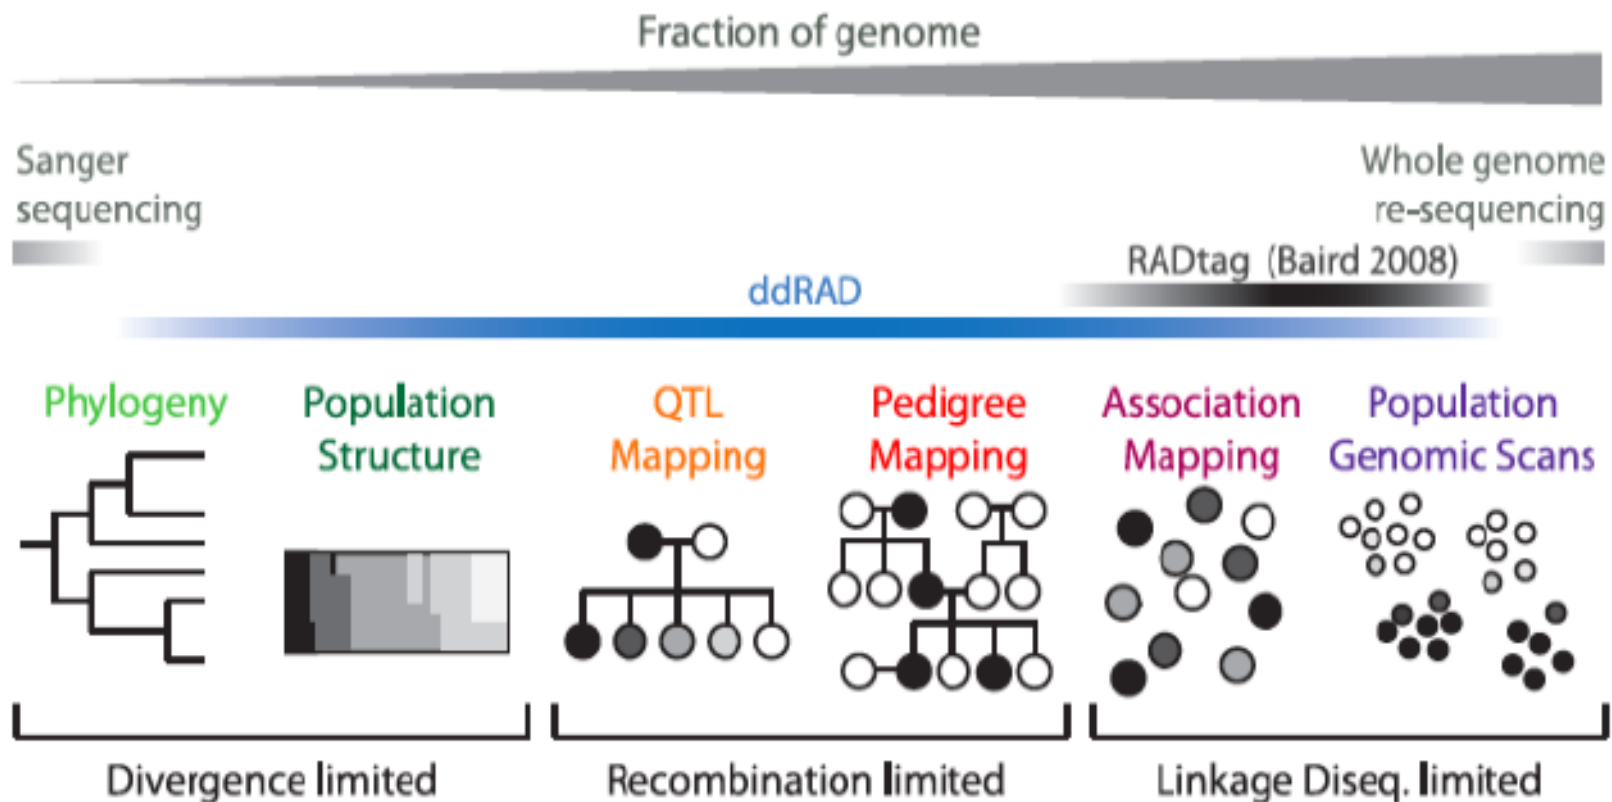 Fraction of genome
Sanger
sequencing
Whole genome
re-sequencing
RADtag (Baird 2008)
ddRAD
Phylogeny
Population
Structure
QTL
Mapping
Pedigree
Mapping
Association
Mapping
Population
Genomic Scans
Divergence limited
Recombination limited
Linkage Diseq. limited